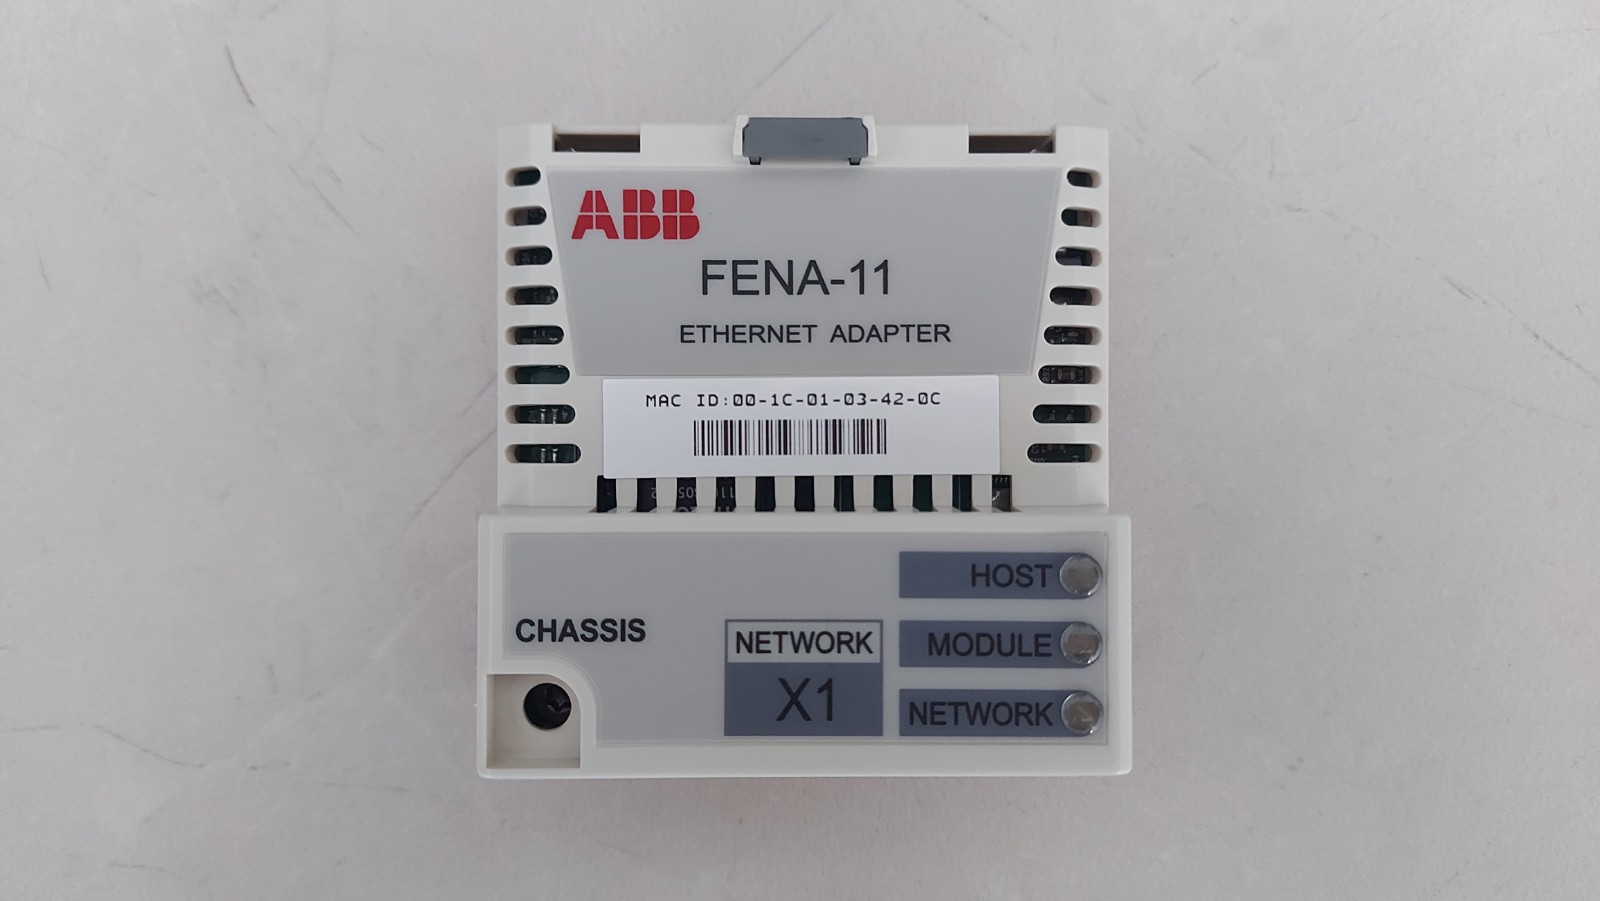 ABB
FENA-11
ETHERNET ADAPTER
MAC ID:00-1C-01-03-42-0C
HOST
CHASSIS
NETWORK
X1
MODULE
NETWORK